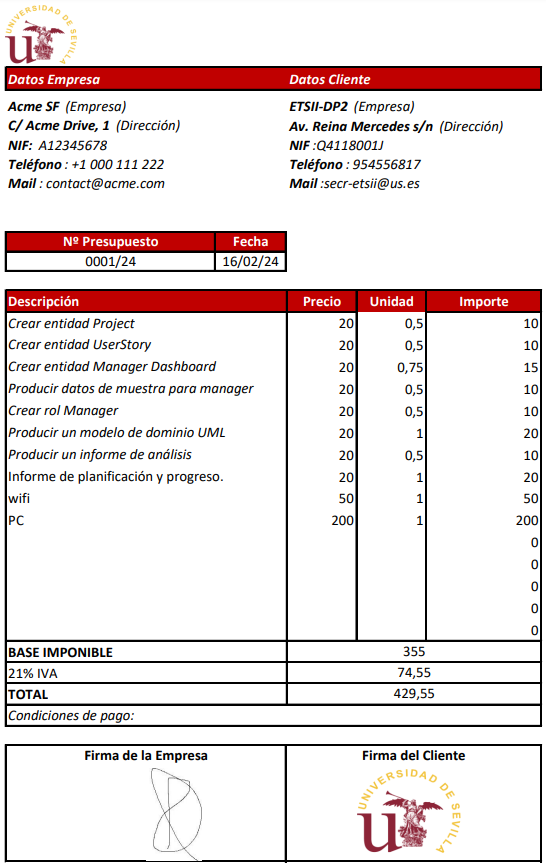 UNIVERSIDAD DE SEVILLA
Datos Empresa Datos Cliente
Acme SF (Empresa) ETSII-DP2 (Empresa)
C/ Acme Drive, 1 (Dirección) Av. Reina Mercedes s/n (Dirección)
NIF: A12345678 NIF :Q4118001J
Teléfono : +1 000 111 222 Teléfono : 954556817
Mail : contact@acme.com Mail :secr-etsii@us.es
Nº Presupuesto Fecha
0001/24 16/02/24
Descripción Precio Unidad Importe
Crear entidad Project 20 0,5 10
Crear entidad UserStory 20 0,5 10
Crear entidad Manager Dashboard 20 0,75 15
Producir datos de muestra para manager 20 0,5 10
Crear rol Manager 20 0,5 10
Producir un modelo de dominio UML 20 1 20
Producir un informe de análisis 20 0,5 10
Informe de planificación y progreso. 20 1 20
wifi 50 1 50
PC 200 1 200
0
0
0
0
0
BASE IMPONIBLE 355
21% IVA 74,55
TOTAL 429,55
Condiciones de pago:
Firma de la Empresa Firma del Cliente
UNIVERSIDAD DE SEVILLA